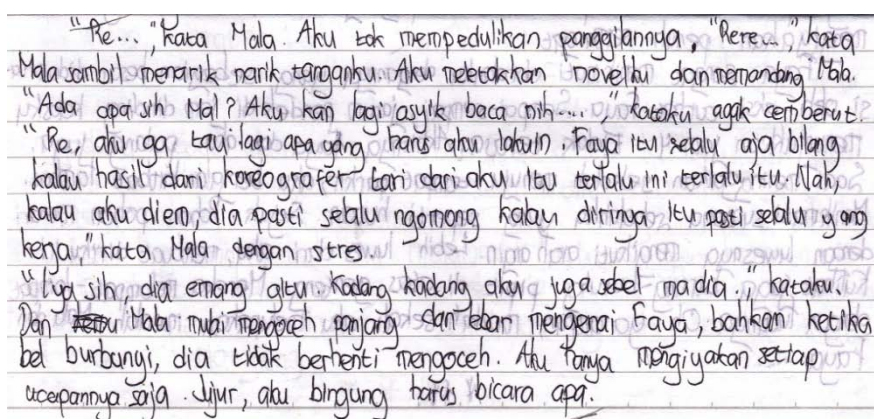 "Re... ", kata Mala. Aku tak mempedulikan panggilannya, "Rere... ", kata
Mala sambil menarik narik tanganku. Aku meletakkan novelku dan memandang Mala.
"Ada apa sih Mal? Aku kan lagi asyik baca nih.... ", kataku agak cemberut.
"Re, aku ga tau lagi apa yang harus aku lakuin. Faya itu selalu aja bilang
kalau hasil dari koreografer tari dari aku itu terlalu ini terlalu itu. Nah,
kalau aku diem, dia pasti selalu ngomong kalau dirinya itu pasti selalu yang
kerja," kata Mala dengan stres.
"Iya sih, dia emang gitu. Kadang kadang aku juga sebel ma dia.", kataku.
Dan Mala mulai mengoceh panjang dan lebar mengenai Faya, bahkan ketika
bel burbunyi, dia tidak berhenti mengoceh. Aku hanya mengiyakan setiap
ucapannya saja. Jujur, aku bingung harus bicara apa.